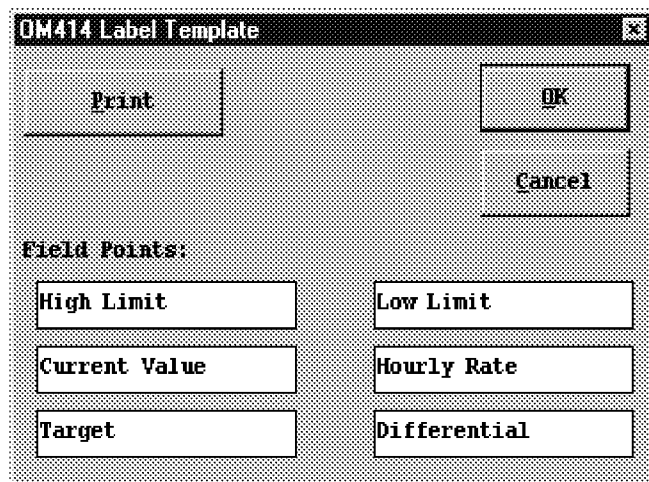 OM414 Label Template
Print
OK
Cancel
Field Points:
High Limit
Low Limit
Current Value
Hourly Rate
Target
Differential